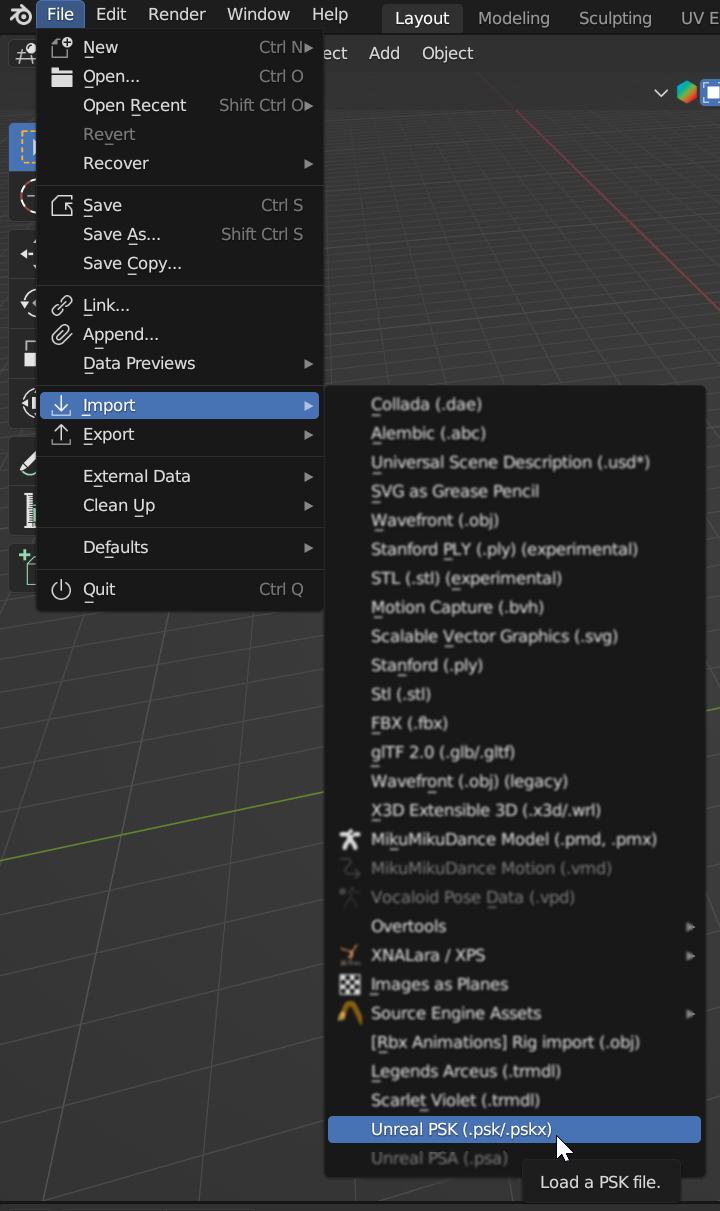 File Edit Render Window Help Layout Modeling Sculpting UV E
ect Add Object
New Ctrl N
Open... Ctrl O
Open Recent Shift Ctrl O
Revert
Recover
Save Ctrl S
Save As... Shift Ctrl S
Save Copy...
Link...
Append...
Data Previews
Import
Export
External Data
Clean Up
Defaults
Quit Ctrl Q
Collada (.dae)
Alembic (.abc)
Universal Scene Description (.usd*)
SVG as Grease Pencil
Wavefront (.obj)
Stanford PLY (.ply) (experimental)
STL (.stl) (experimental)
Motion Capture (.bvh)
Scalable Vector Graphics (.svg)
Stanford (.ply)
Stl (.stl)
FBX (.fbx)
glTF 2.0 (.glb/.gltf)
Wavefront (.obj) (legacy)
X3D Extensible 3D (.x3d/.wrl)
MikuMikuDance Model (.pmd, .pmx)
MikuMikuDance Motion (.vmd)
Vocaloid Pose Data (.vpd)
Overtools
XNALara / XPS
Images as Planes
Source Engine Assets
[Rbx Animations] Rig import (.obj)
Legends Arceus (.trmdl)
Scarlet Violet (.trmdl)
Unreal PSK (.psk/.pskx)
Unreal PSA (.psa)
Load a PSK file.